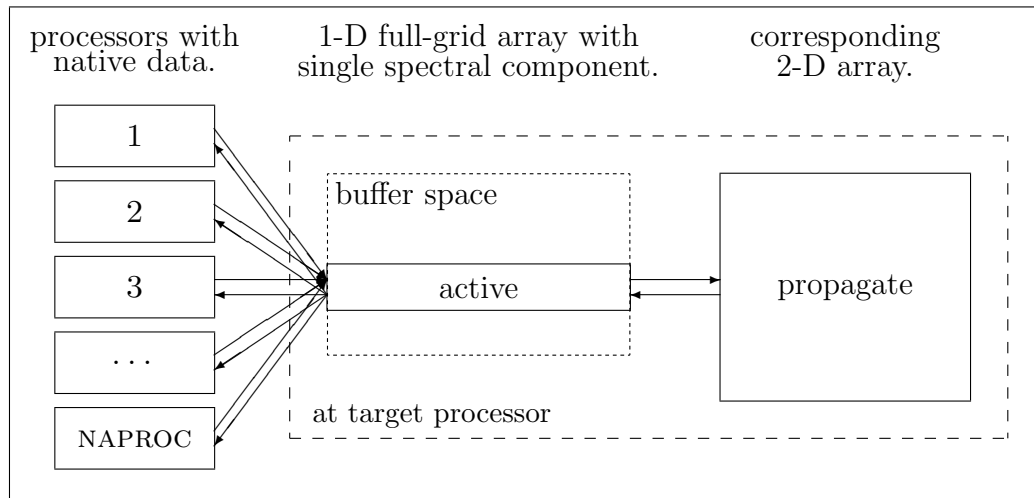 processors with
native data.
1-D full-grid array with
single spectral component.
corresponding
2-D array.
1
2
3
...
NAPROC
buffer space
active
propagate
at target processor